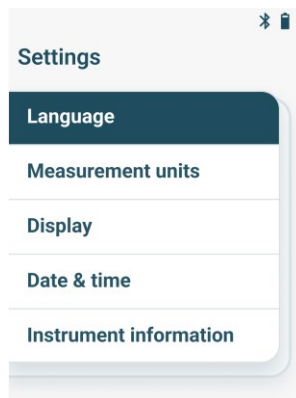 Settings
Language
Measurement units
Display
Date & time
Instrument information